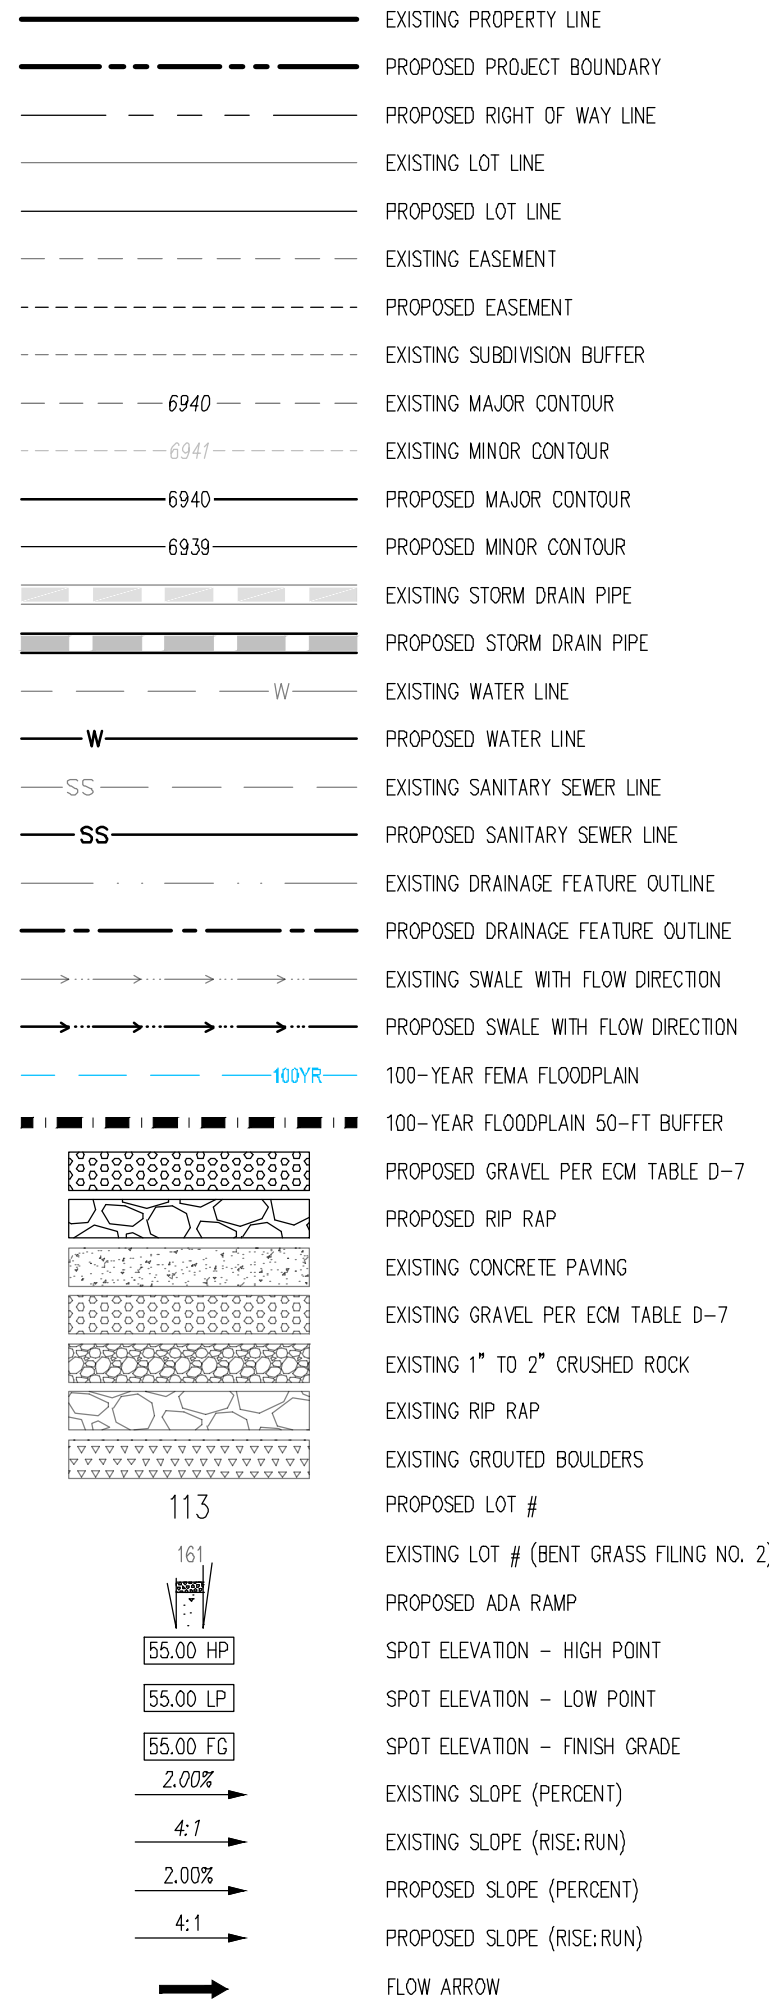 EXISTING PROPERTY LINE
PROPOSED PROJECT BOUNDARY
PROPOSED RIGHT OF WAY LINE
EXISTING LOT LINE
PROPOSED LOT LINE
EXISTING EASEMENT
PROPOSED EASEMENT
EXISTING SUBDIVISION BUFFER
6940 EXISTING MAJOR CONTOUR
6941 EXISTING MINOR CONTOUR
6940 PROPOSED MAJOR CONTOUR
6939 PROPOSED MINOR CONTOUR
EXISTING STORM DRAIN PIPE
PROPOSED STORM DRAIN PIPE
W EXISTING WATER LINE
W PROPOSED WATER LINE
SS EXISTING SANITARY SEWER LINE
SS PROPOSED SANITARY SEWER LINE
EXISTING DRAINAGE FEATURE OUTLINE
PROPOSED DRAINAGE FEATURE OUTLINE
EXISTING SWALE WITH FLOW DIRECTION
PROPOSED SWALE WITH FLOW DIRECTION
100YR 100-YEAR FEMA FLOODPLAIN
100-YEAR FLOODPLAIN 50-FT BUFFER
PROPOSED GRAVEL PER ECM TABLE D-7
PROPOSED RIP RAP
EXISTING CONCRETE PAVING
EXISTING GRAVEL PER ECM TABLE D-7
EXISTING 1" TO 2" CRUSHED ROCK
EXISTING RIP RAP
EXISTING GROUTED BOULDERS
113 PROPOSED LOT #
161 EXISTING LOT # (BENT GRASS FILING NO. 2)
PROPOSED ADA RAMP
55.00 HP SPOT ELEVATION - HIGH POINT
55.00 LP SPOT ELEVATION - LOW POINT
55.00 FG SPOT ELEVATION - FINISH GRADE
2.00% EXISTING SLOPE (PERCENT)
4:1 EXISTING SLOPE (RISE:RUN)
2.00% PROPOSED SLOPE (PERCENT)
4:1 PROPOSED SLOPE (RISE:RUN)
FLOW ARROW